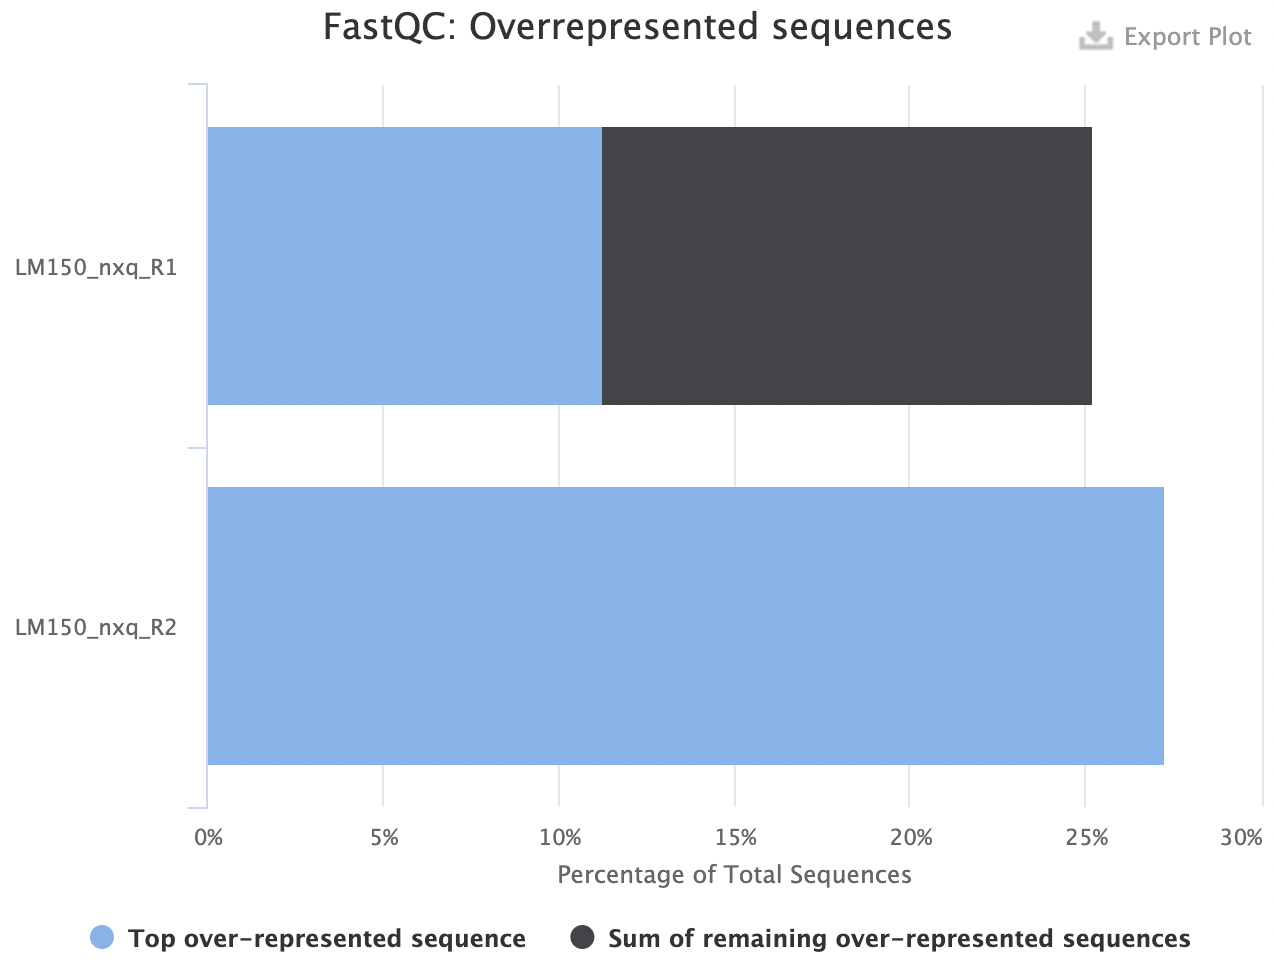 FastQC: Overrepresented sequences
Export Plot
LM150_nxq_R1
LM150_nxq_R2
0% 5% 10% 15% 20% 25% 30%
Percentage of Total Sequences
Top over-represented sequence Sum of remaining over-represented sequences